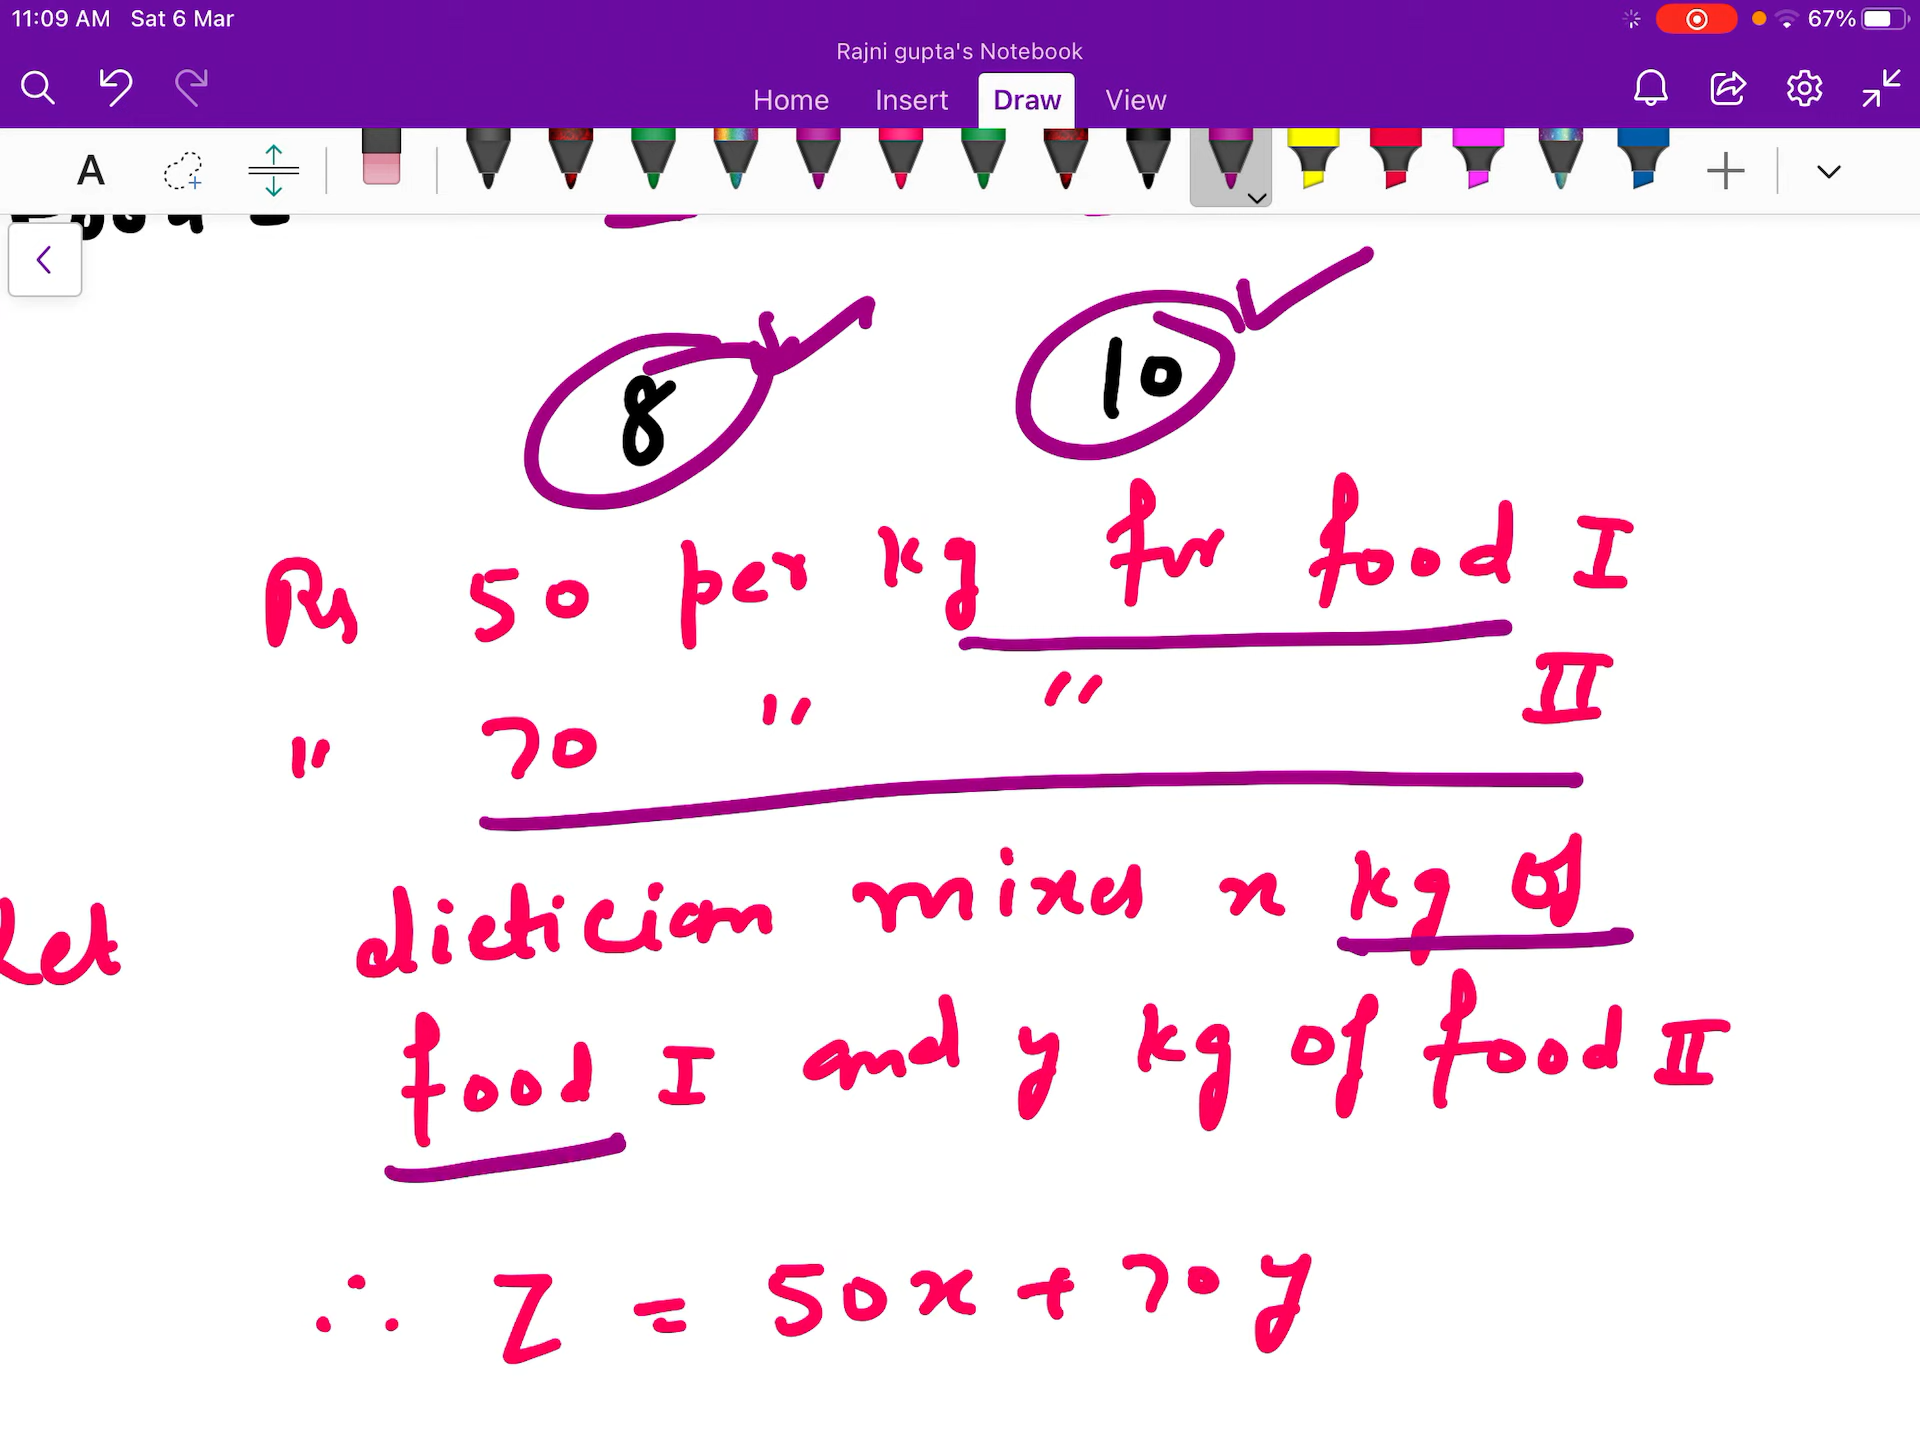 11:09 AM Sat 6 Mar
67%
Rajni gupta's Notebook
Home Insert Draw View
A
8 10
Rs 50 per kg for food I
" 70 " " II
Let dietician mixes x kg of
food I and y kg of food II
∴ Z = 50x + 70y